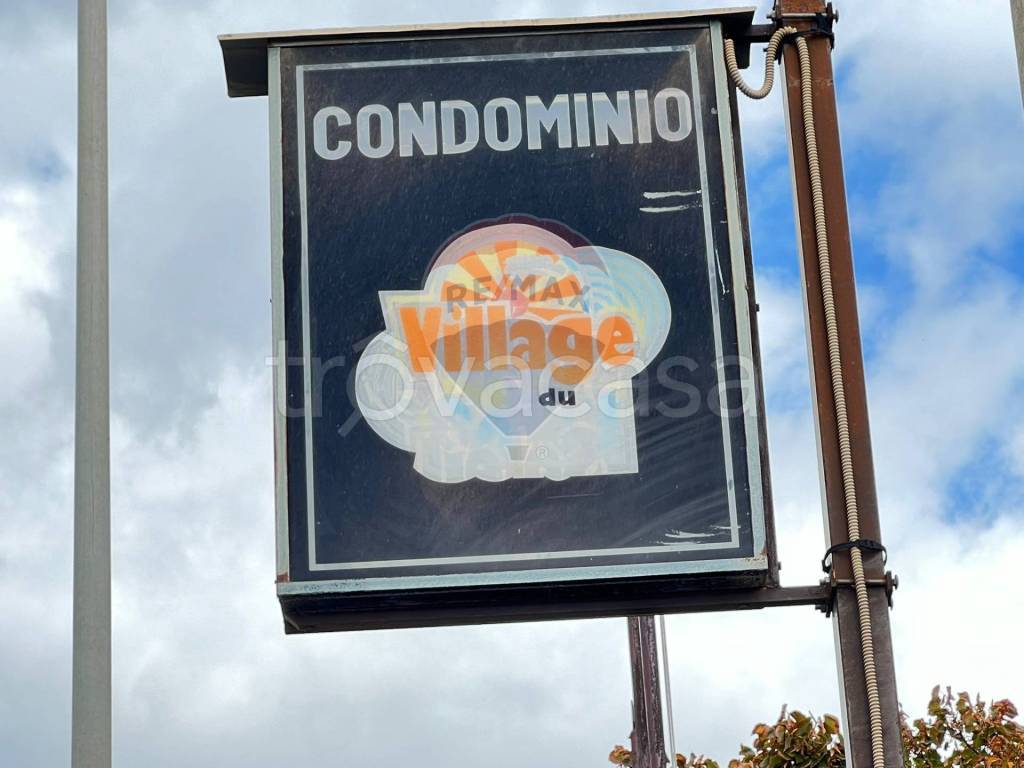 CONDOMINIO
RE/MAX
Village
du
trovacasa
®